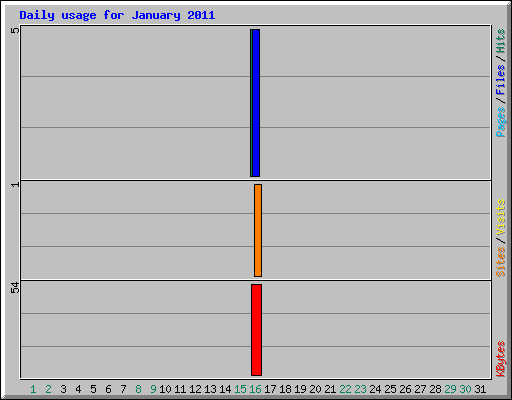 Daily usage for January 2011
5
1
54
Pages / Files / Hits
Sites / Visits
KBytes
1 2 3 4 5 6 7 8 9 10 11 12 13 14 15 16 17 18 19 20 21 22 23 24 25 26 27 28 29 30 31